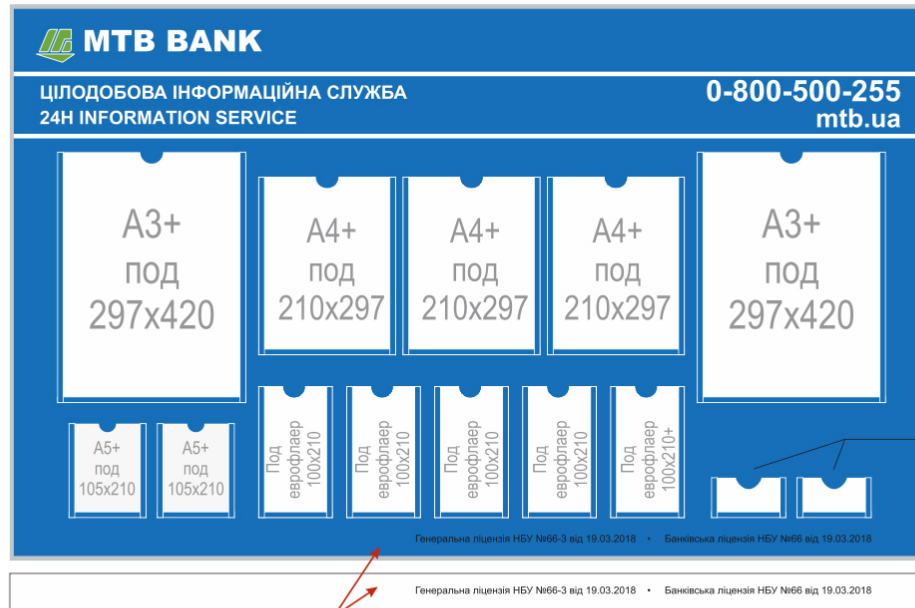 MTB BANK
ЦІЛОДОБОВА ІНФОРМАЦІЙНА СЛУЖБА
24H INFORMATION SERVICE
0-800-500-255
mtb.ua
А3+
под
297х420
А4+
под
210х297
А4+
под
210х297
А4+
под
210х297
А3+
под
297х420
А5+
под
105х210
А5+
под
105х210
Под
еврофлаер
100х210
Под
еврофлаер
100х210
Под
еврофлаер
100х210
Под
еврофлаер
100х210
Под
еврофлаер
100х210+
Генеральна ліцензія НБУ №66-3 від 19.03.2018 • Банківська ліцензія НБУ №66 від 19.03.2018
Генеральна ліцензія НБУ №66-3 від 19.03.2018 • Банківська ліцензія НБУ №66 від 19.03.2018